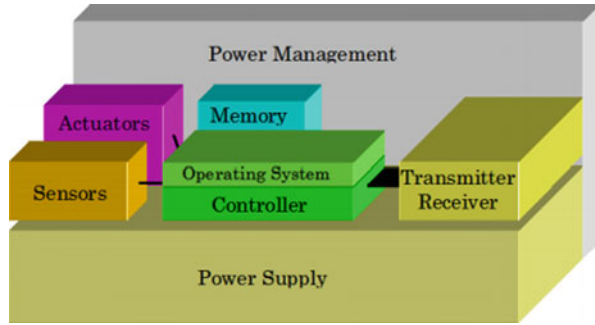 Power Management
Actuators
Memory
Operating System
Sensors
Controller
Transmitter
Receiver
Power Supply